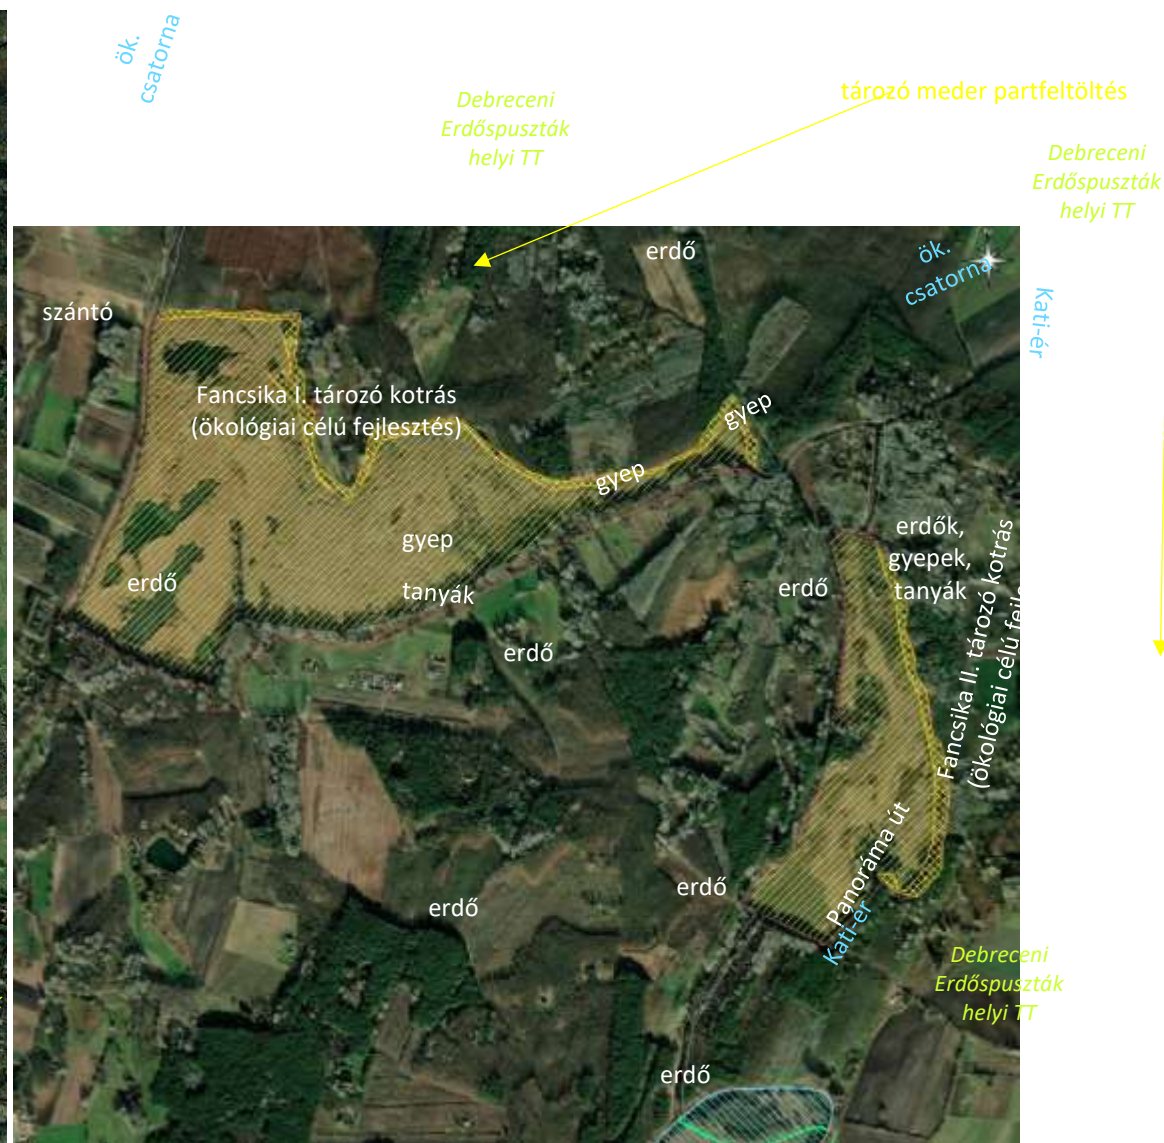 ök.
csatorna
Debreceni
Erdőspuszták
helyi TT
tározó meder partfeltöltés
Debreceni
Erdőspuszták
helyi TT
erdő
ök.
csatorna
Kati-ér
szántó
Fancsika I. tározó kotrás
(ökológiai célú fejlesztés)
gyep
gyep
gyep
erdők,
gyepek,
tanyák
erdő
tanyák
erdő
erdő
Fancsika II. tározó kotrás
(ökológiai célú fejle
Panoráma út
Kati-ér
erdő
erdő
Debreceni
Erdőspuszták
helyi TT
erdő